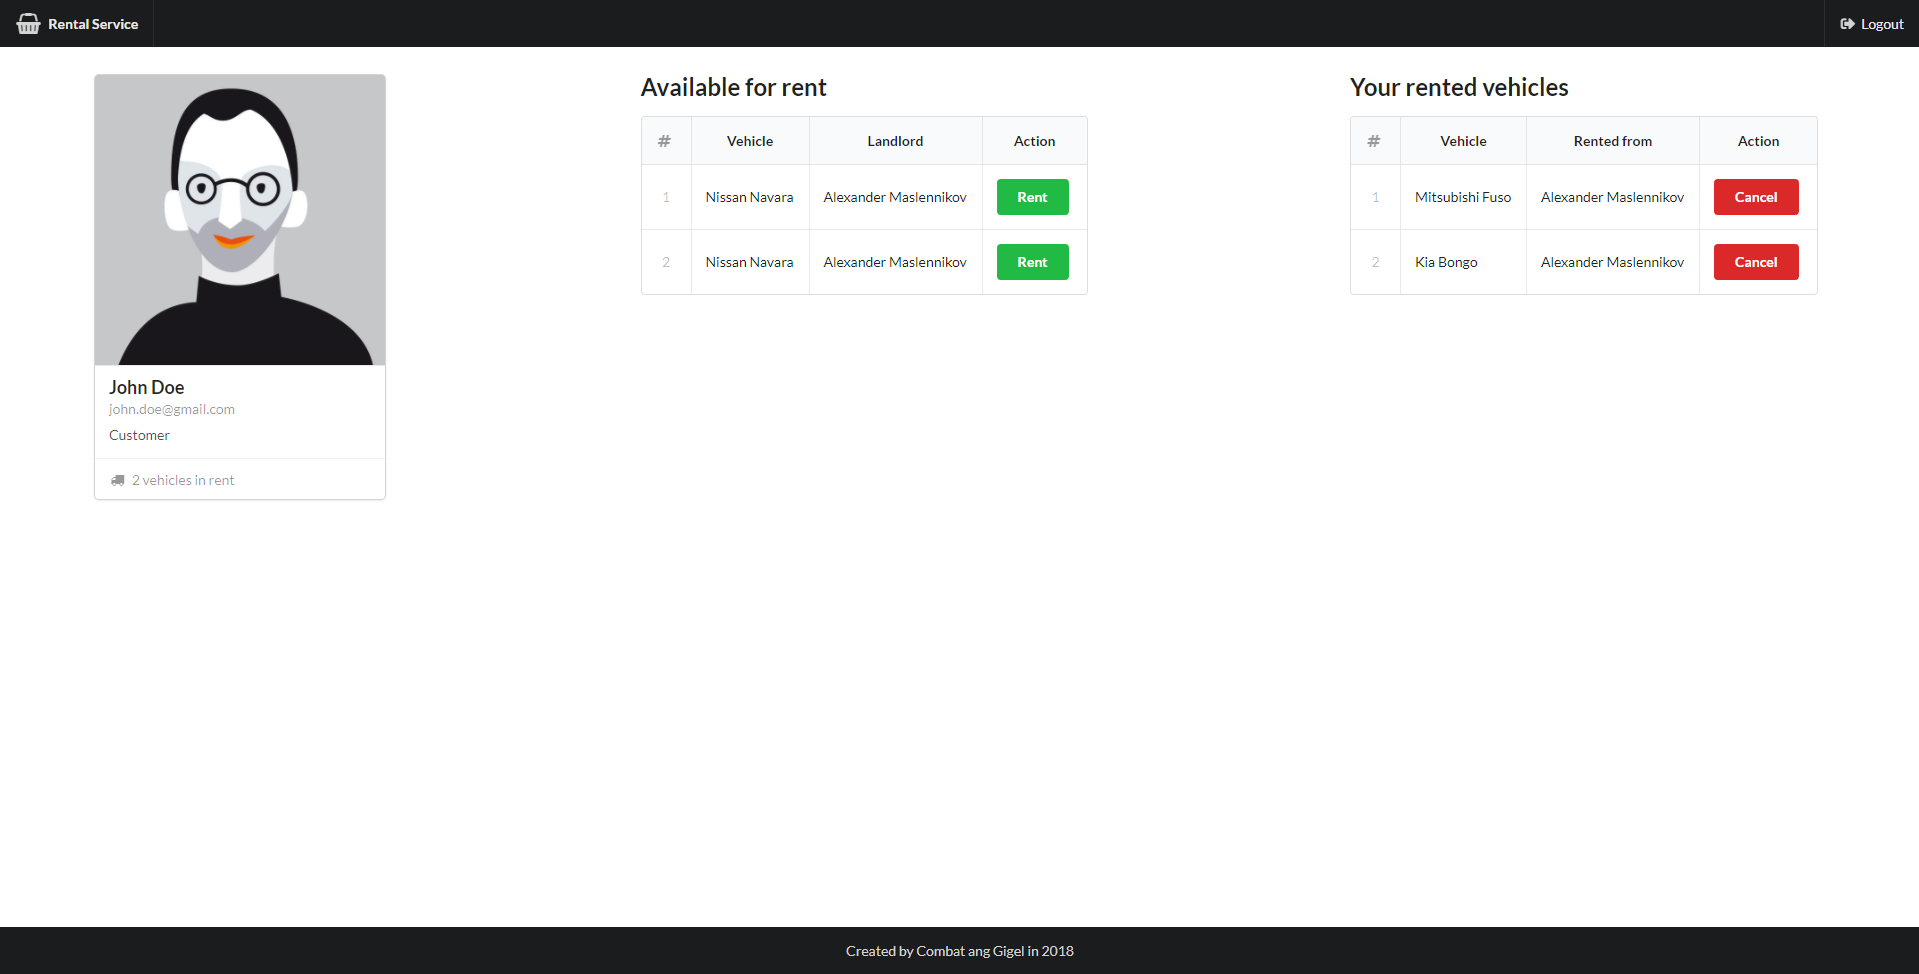 Rental Service
Logout
John Doe
john.doe@gmail.com
Customer
2 vehicles in rent
Available for rent
# Vehicle Landlord Action
1 Nissan Navara Alexander Maslennikov Rent
2 Nissan Navara Alexander Maslennikov Rent
Your rented vehicles
# Vehicle Rented from Action
1 Mitsubishi Fuso Alexander Maslennikov Cancel
2 Kia Bongo Alexander Maslennikov Cancel
Created by Combat ang Gigel in 2018